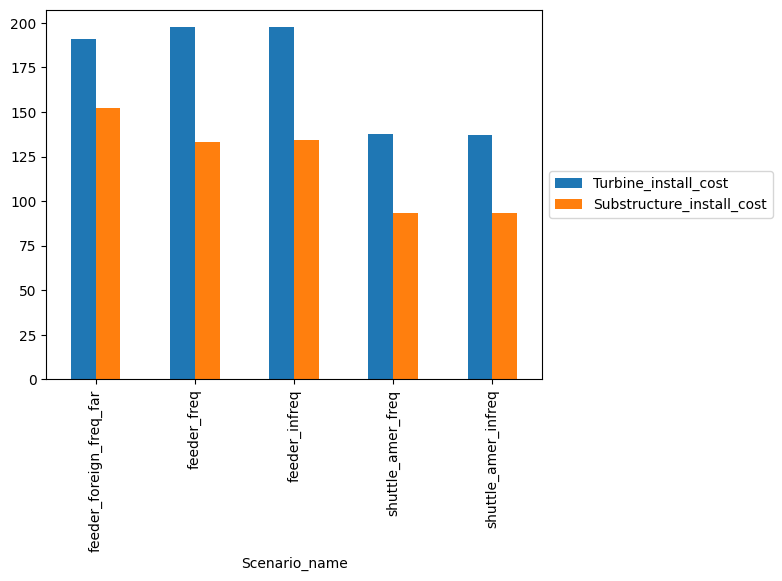 200
175
150
125
100
75
50
25
0
Turbine_install_cost
Substructure_install_cost
feeder_foreign_freq_far
feeder_freq
feeder_infreq
shuttle_amer_freq
shuttle_amer_infreq
Scenario_name